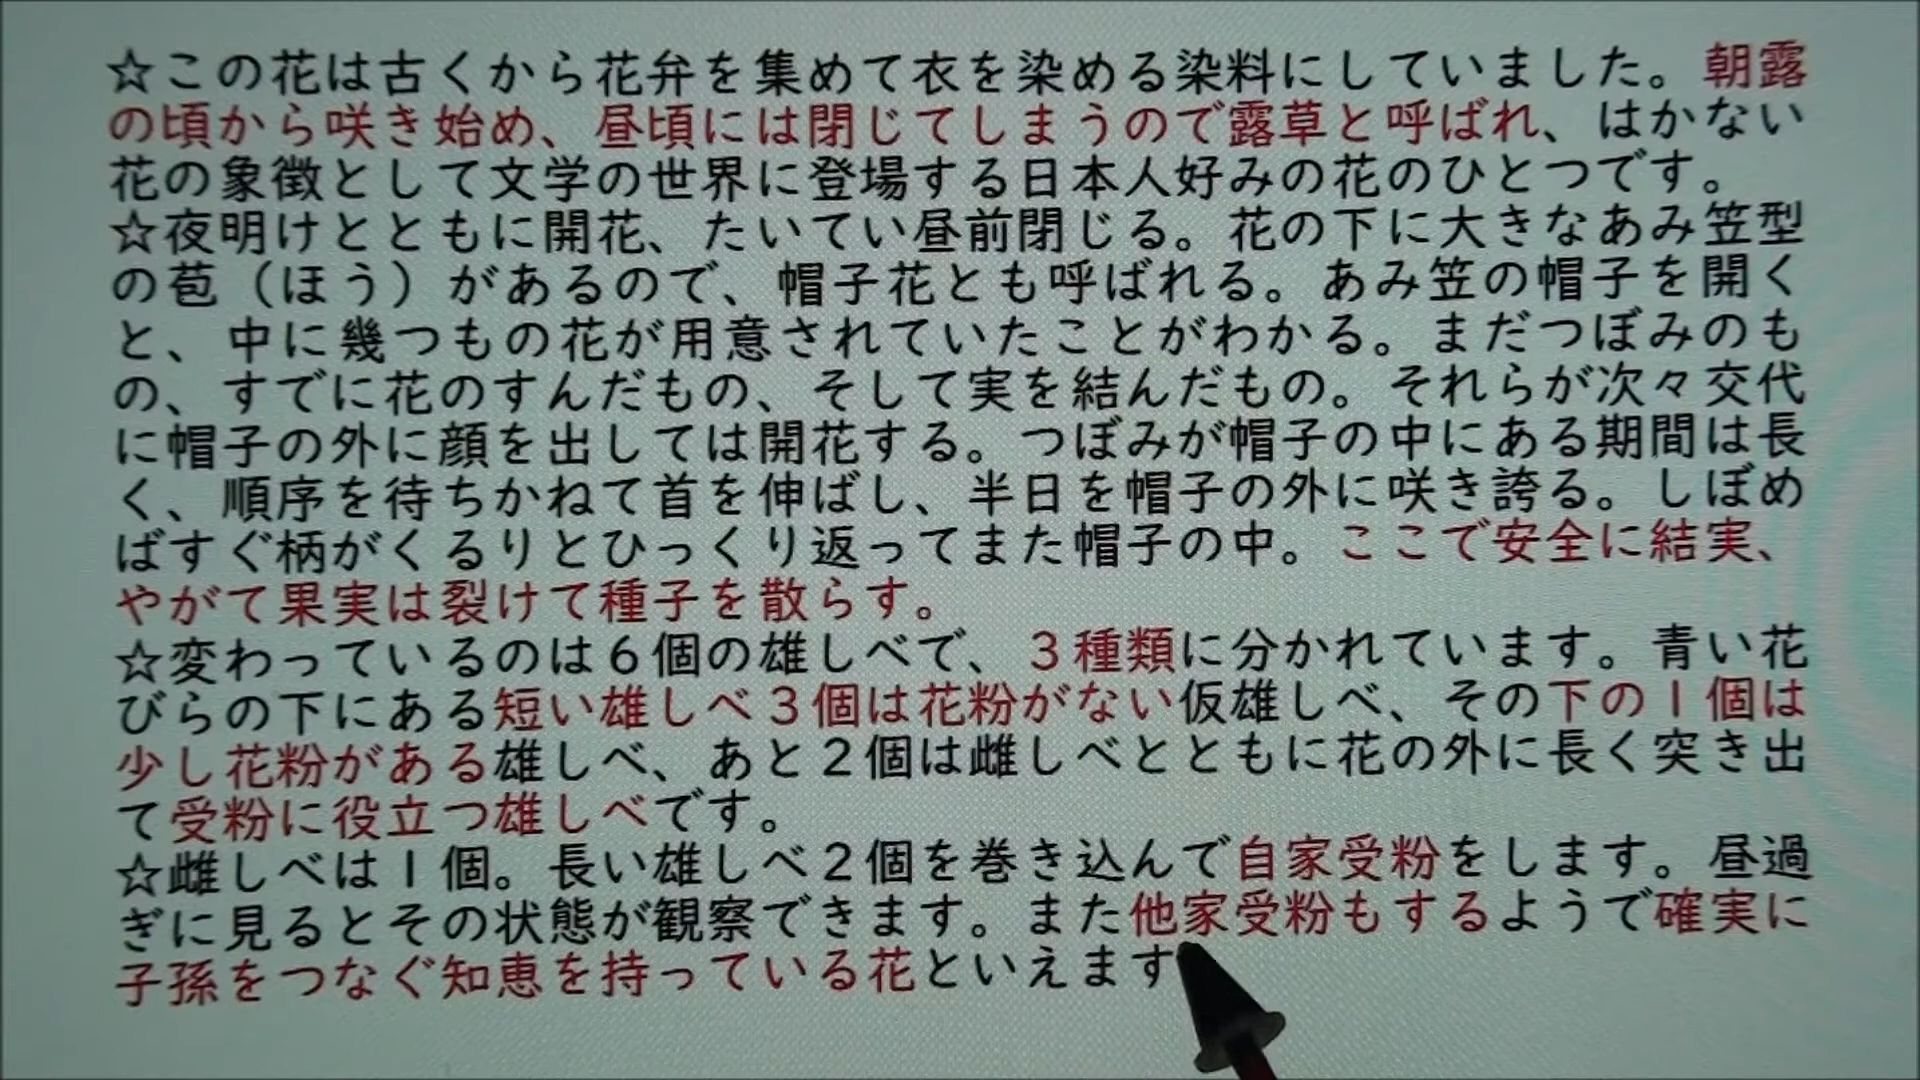 ☆この花は古くから花弁を集めて衣を染める染料にしていました。朝露
の頃から咲き始め、昼頃には閉じてしまうので露草と呼ばれ、はかない
花の象徴として文学の世界に登場する日本人好みの花のひとつです。
☆夜明けとともに開花、たいてい昼前閉じる。花の下に大きなあみ笠型
の苞（ほう）があるので、帽子花とも呼ばれる。あみ笠の帽子を開く
と、中に幾つもの花が用意されていたことがわかる。まだつぼみのも
の、すでに花のすんだもの、そして実を結んだもの。それらが次々交代
に帽子の外に顔を出しては開花する。つぼみが帽子の中にある期間は長
く、順序を待ちかねて首を伸ばし、半日を帽子の外に咲き誇る。しぼめ
ばすぐ柄がくるりとひっくり返ってまた帽子の中。ここで安全に結実、
やがて果実は裂けて種子を散らす。
☆変わっているのは６個の雄しべで、３種類に分かれています。青い花
びらの下にある短い雄しべ３個は花粉がない仮雄しべ、その下の１個は
少し花粉がある雄しべ、あと２個は雌しべとともに花の外に長く突き出
て受粉に役立つ雄しべです。
☆雌しべは１個。長い雄しべ２個を巻き込んで自家受粉をします。昼過
ぎに見るとその状態が観察できます。また他家受粉もするようで確実に
子孫をつなぐ知恵を持っている花といえます